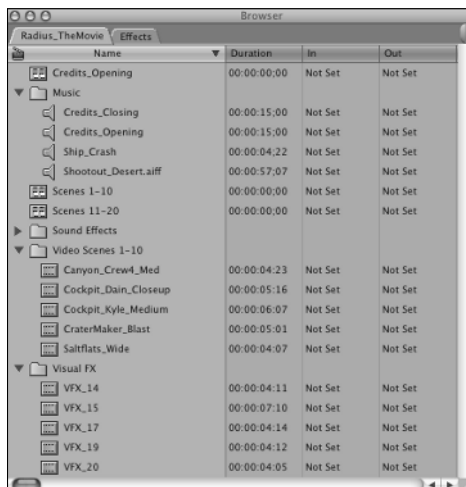 Browser
Radius_TheMovie Effects
Name Duration In Out
Credits_Opening 00:00:00;00 Not Set Not Set
Music
Credits_Closing 00:00:15;00 Not Set Not Set
Credits_Opening 00:00:15;00 Not Set Not Set
Ship_Crash 00:00:04;22 Not Set Not Set
Shootout_Desert.aiff 00:00:57;07 Not Set Not Set
Scenes 1-10 00:00:00;00 Not Set Not Set
Scenes 11-20 00:00:00;00 Not Set Not Set
Sound Effects
Video Scenes 1-10
Canyon_Crew4_Med 00:00:04:23 Not Set Not Set
Cockpit_Dain_Closeup 00:00:05:16 Not Set Not Set
Cockpit_Kyle_Medium 00:00:06:07 Not Set Not Set
CraterMaker_Blast 00:00:05:01 Not Set Not Set
Saltflats_Wide 00:00:04:07 Not Set Not Set
Visual FX
VFX_14 00:00:04:11 Not Set Not Set
VFX_15 00:00:07:10 Not Set Not Set
VFX_17 00:00:04:14 Not Set Not Set
VFX_19 00:00:04:12 Not Set Not Set
VFX_20 00:00:04:05 Not Set Not Set